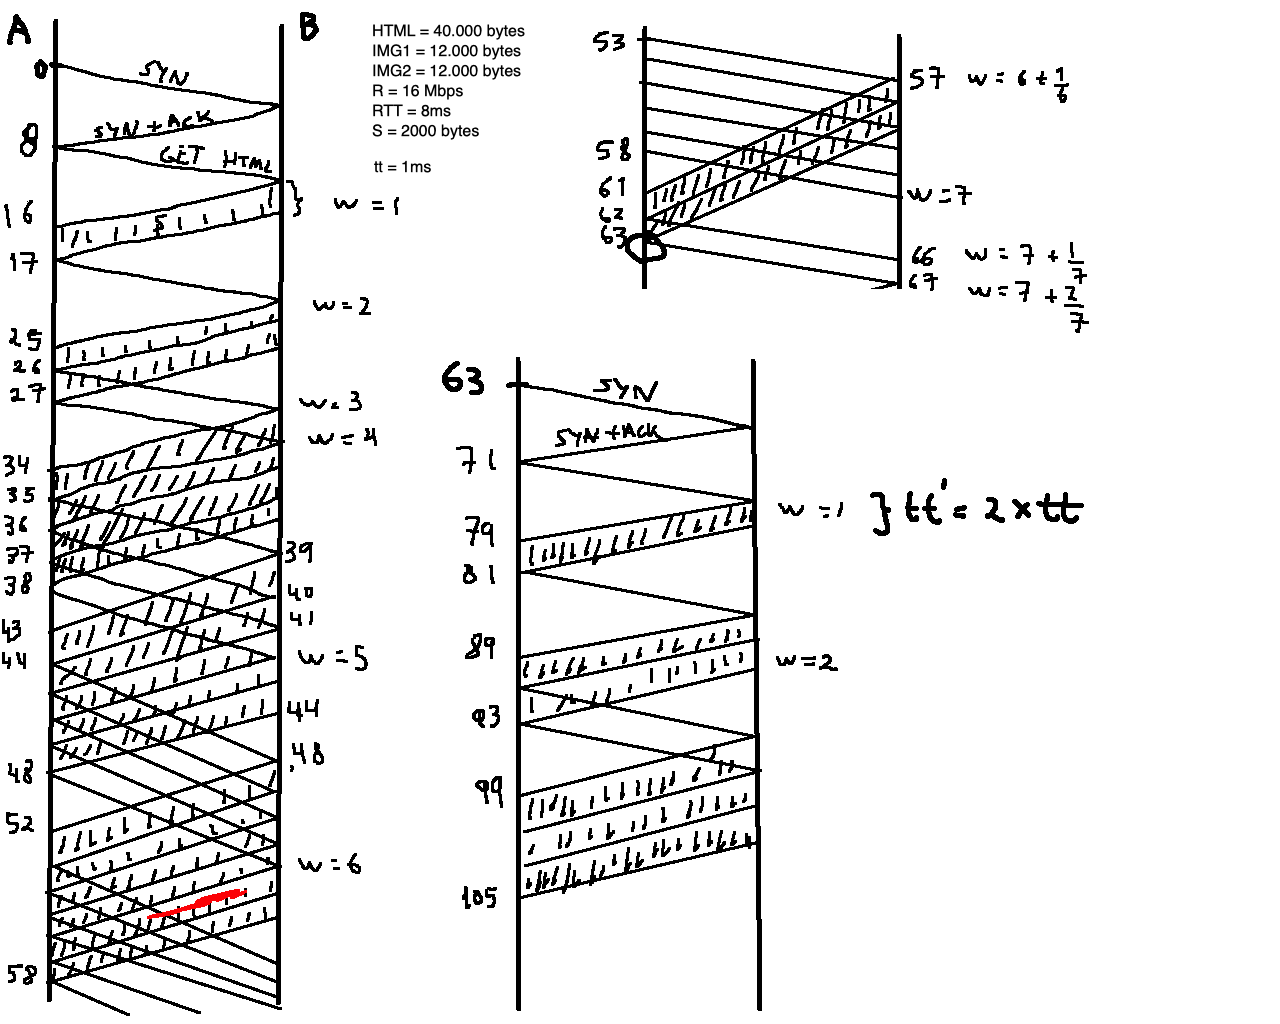 A
B
HTML = 40.000 bytes
IMG1 = 12.000 bytes
IMG2 = 12.000 bytes
R = 16 Mbps
RTT = 8ms
S = 2000 bytes
tt = 1ms
0
SYN
8
SYN + ACK
GET HTML
16
w = 1
17
w = 2
25
26
27
w = 3
w = 4
34
35
36
37
38
39
40
41
43
44
w = 5
44
48
48
52
w = 6
58
53
57 w = 6 + 1/6
58
61
62
63
w = 7
66 w = 7 + 1/7
67 w = 7 + 2/7
63
SYN
SYN + ACK
71
79
w = 1 } tt' = 2 x tt
81
89
w = 2
93
99
105